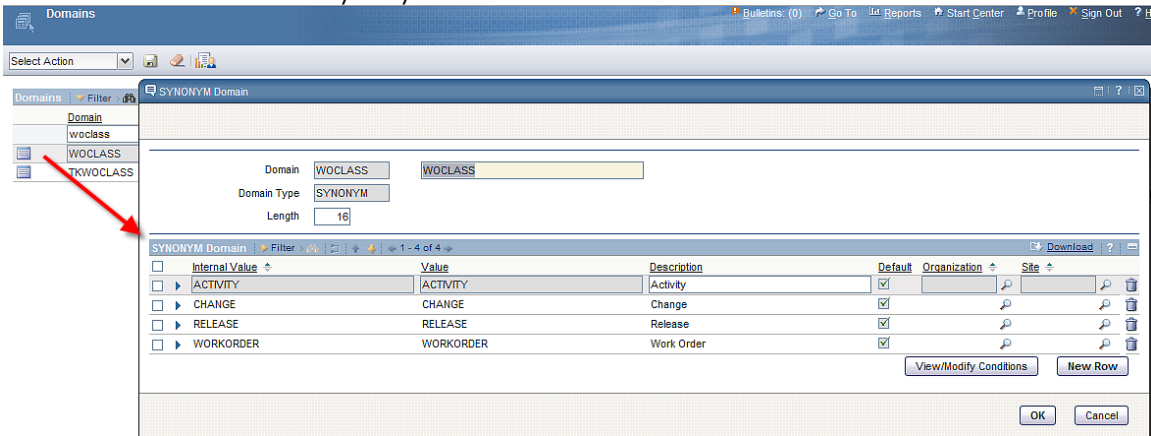 Domains
Bulletins: (0) Go To Reports Start Center Profile Sign Out ? H
Select Action
Domains Filter
SYNONYM Domain ?
Domain
woclass
WOCLASS
TKWOCLASS
Domain WOCLASS WOCLASS
Domain Type SYNONYM
Length 16
SYNONYM Domain Filter 1 - 4 of 4 Download ?
Internal Value Value Description Default Organization Site
ACTIVITY ACTIVITY Activity
CHANGE CHANGE Change
RELEASE RELEASE Release
WORKORDER WORKORDER Work Order
View/Modify Conditions New Row
OK Cancel